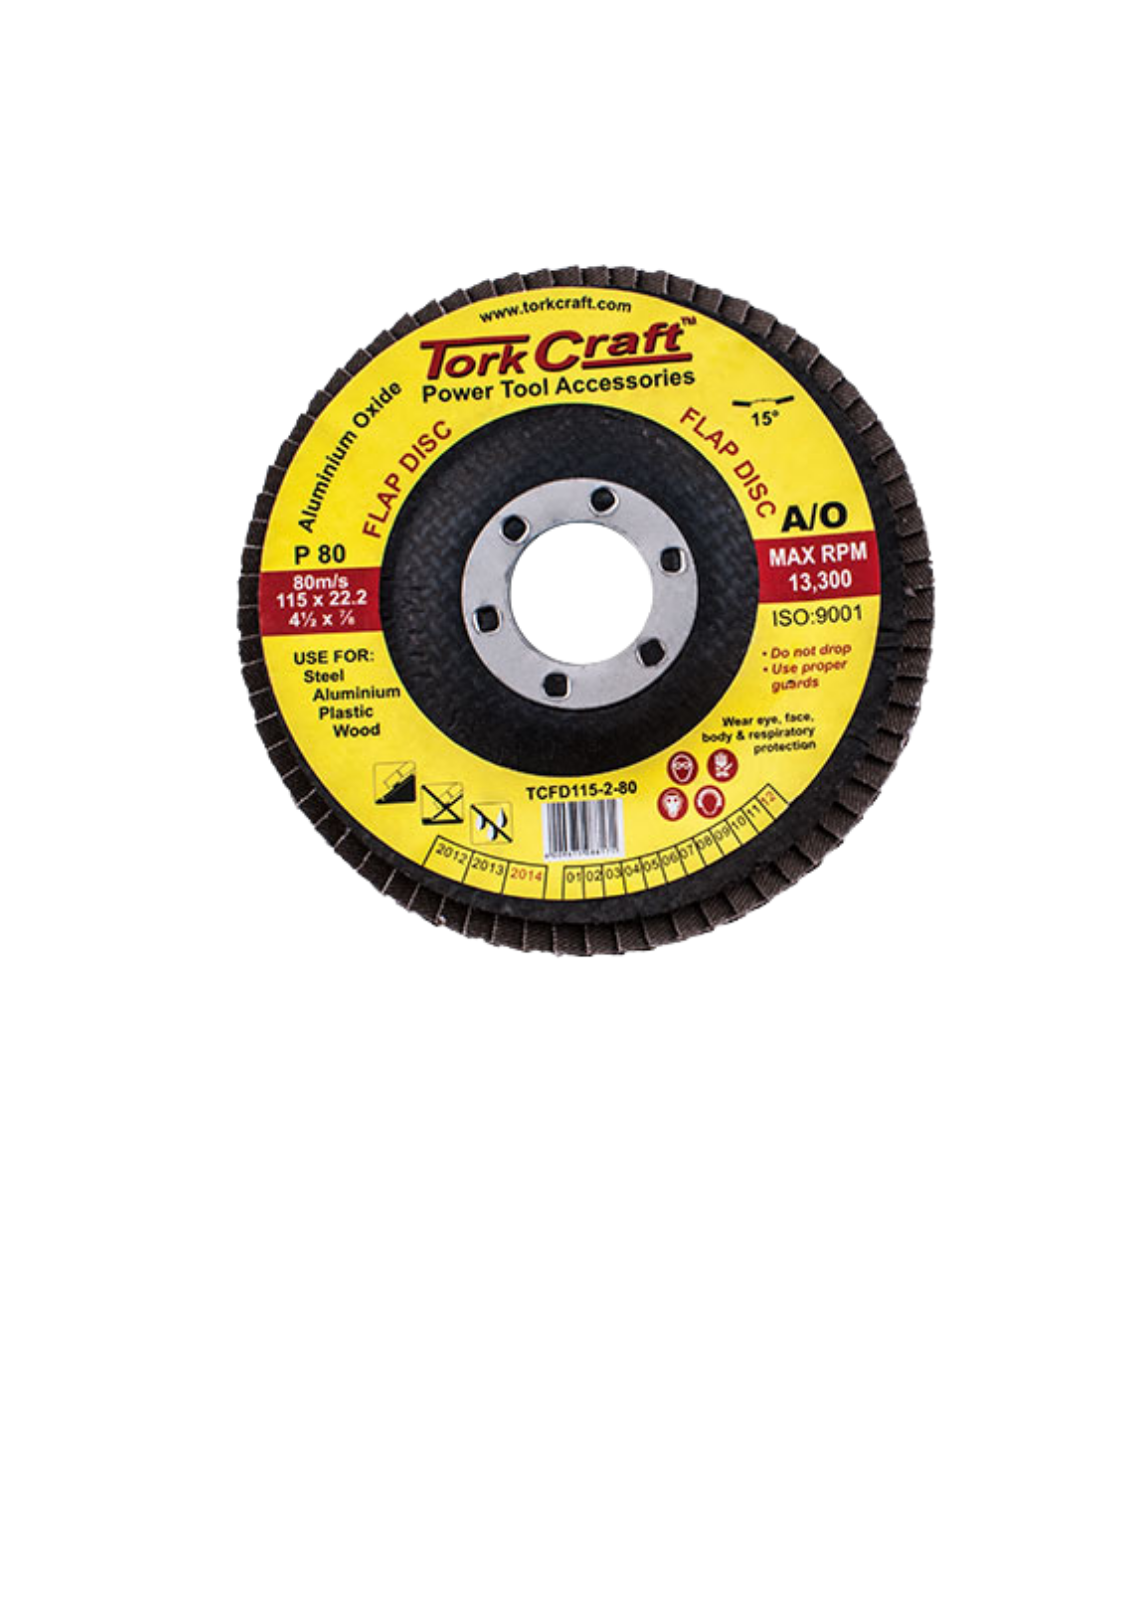 www.torkcraft.com
Tork Craft™
Power Tool Accessories
Aluminium Oxide
FLAP DISC
FLAP DISC
15°
A/O
P 80
80m/s
115 x 22.2
4½ x ⅞
MAX RPM
13,300
ISO:9001
USE FOR:
Steel
Aluminium
Plastic
Wood
• Do not drop
• Use proper
guards
Wear eye, face,
body & respiratory
protection
TCFD115-2-80
2012 2013 2014
01 02 03 04 05 06 07 08 09 10 11 12